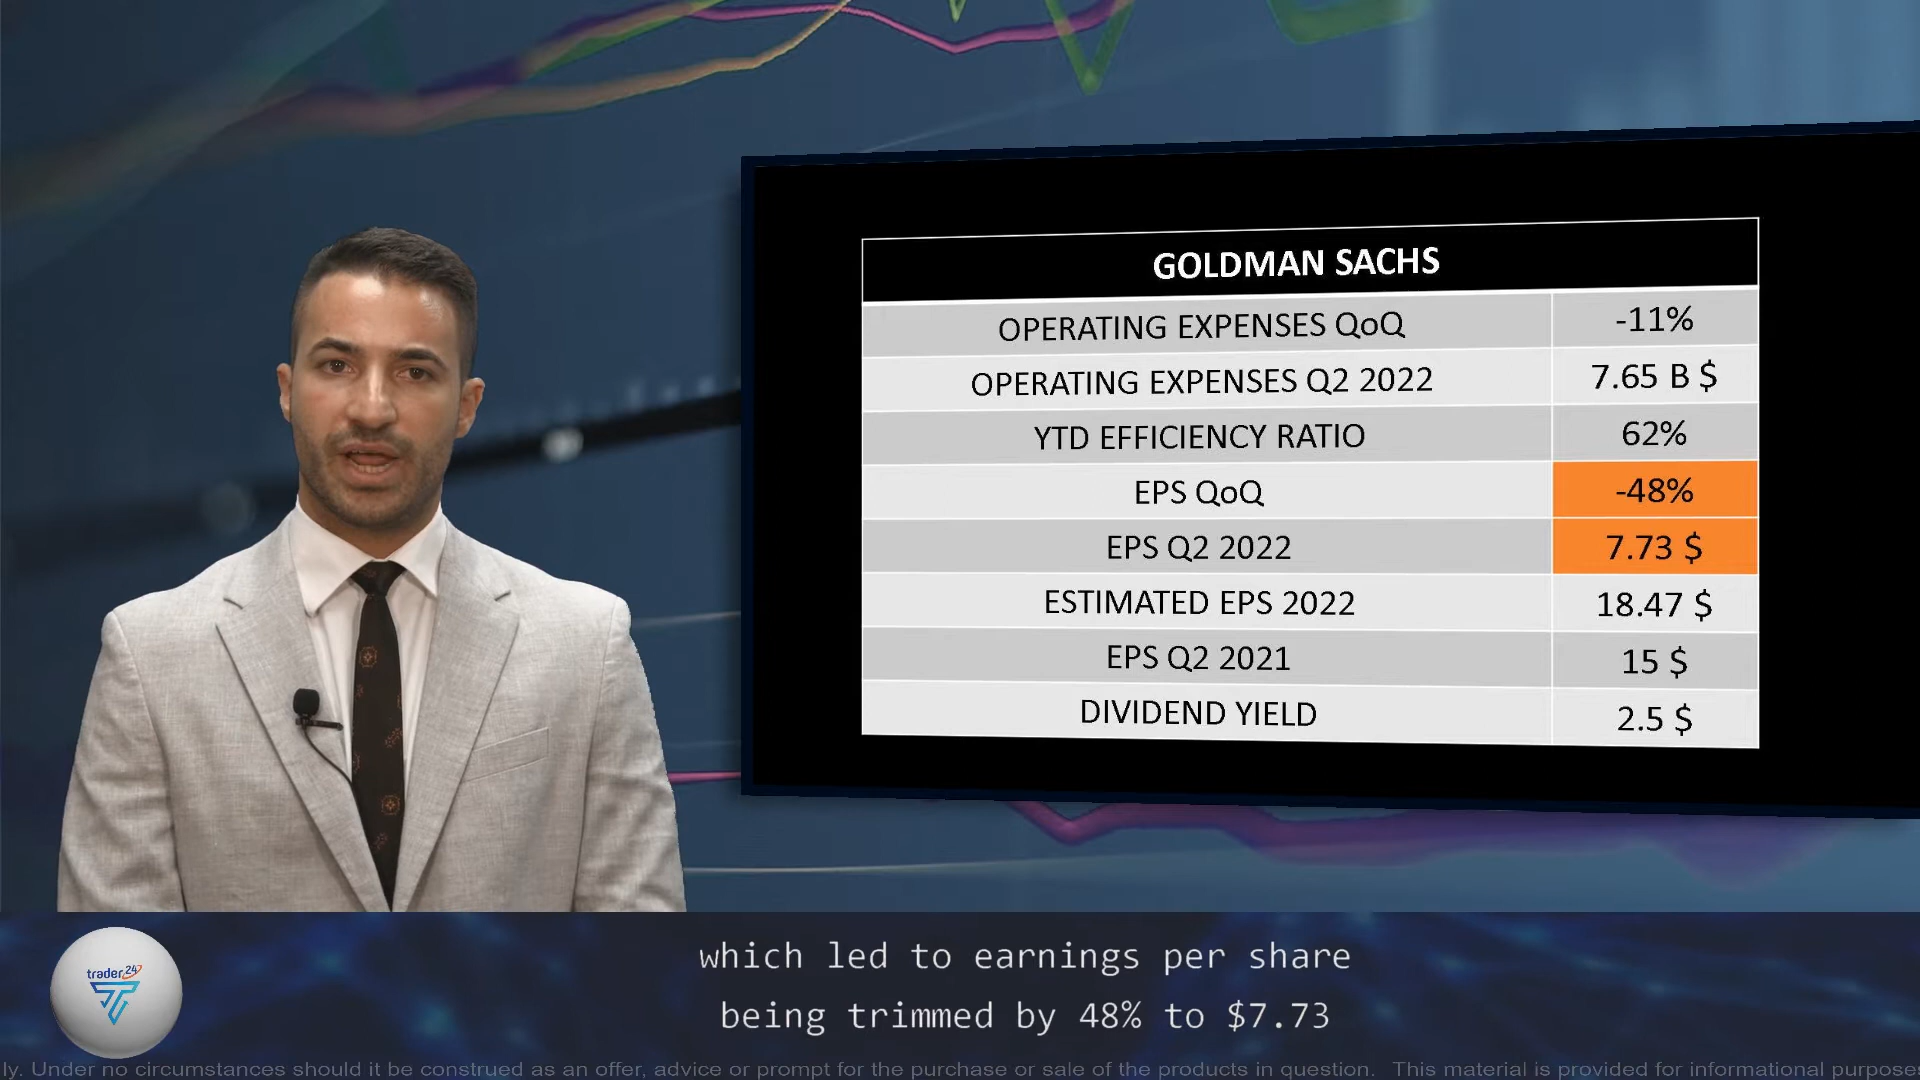 GOLDMAN SACHS
OPERATING EXPENSES QoQ -11%
OPERATING EXPENSES Q2 2022 7.65 B $
YTD EFFICIENCY RATIO 62%
EPS QoQ -48%
EPS Q2 2022 7.73 $
ESTIMATED EPS 2022 18.47 $
EPS Q2 2021 15 $
DIVIDEND YIELD 2.5 $
trader 24
which led to earnings per share
being trimmed by 48% to $7.73
ly. Under no circumstances should it be construed as an offer, advice or prompt for the purchase or sale of the products in question. This material is provided for informational purposes